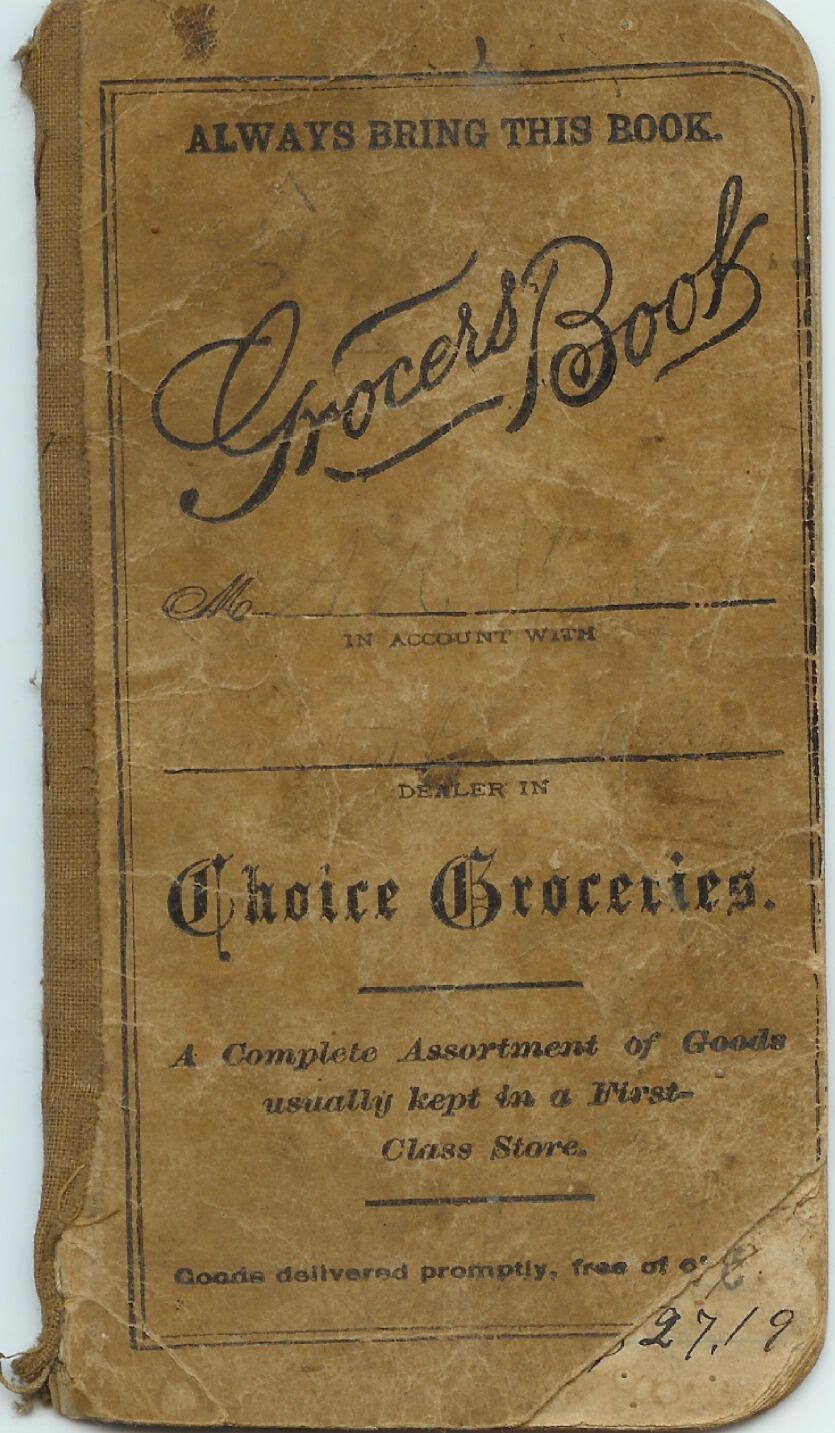 ALWAYS BRING THIS BOOK.
Grocers Book
M
IN ACCOUNT WITH
DEALER IN
Choice Groceries.
A Complete Assortment of Goods
usually kept in a First-
Class Store.
Goods delivered promptly, free of
27.19